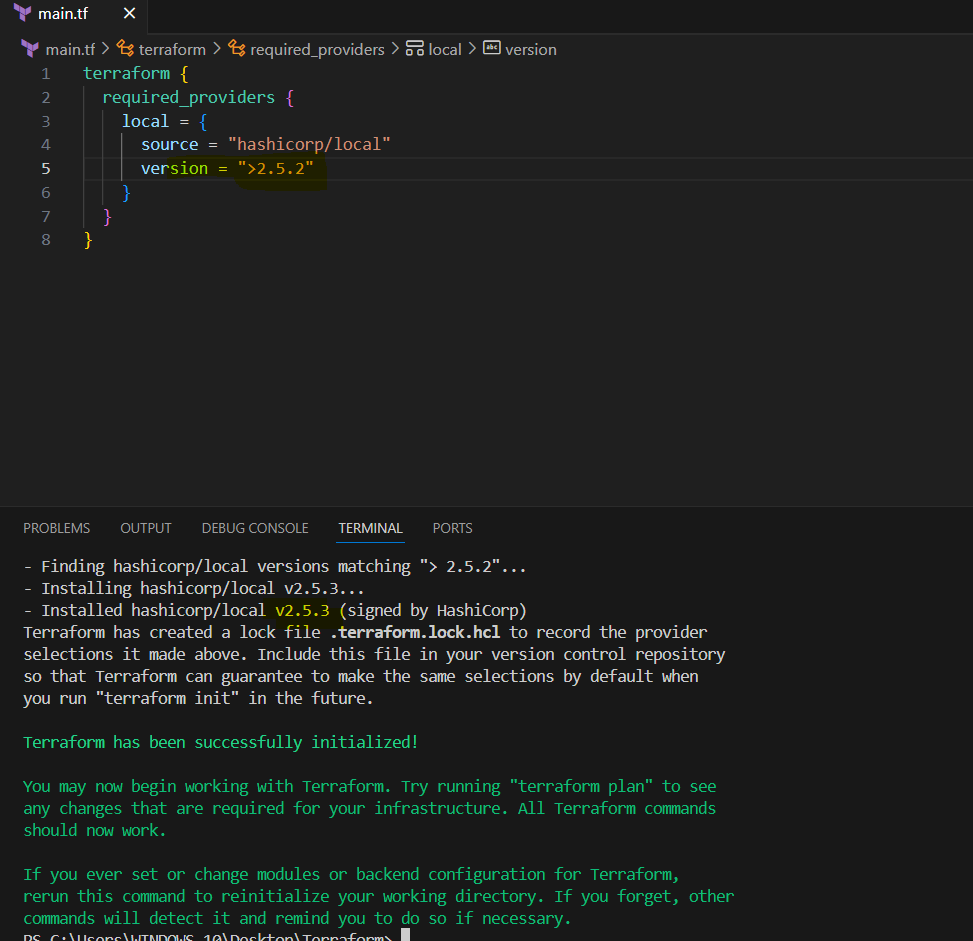 main.tf
main.tf > terraform > required_providers > local > abc version
1 terraform {
2   required_providers {
3     local = {
4       source = "hashicorp/local"
5       version = ">2.5.2"
6     }
7   }
8 }
PROBLEMS OUTPUT DEBUG CONSOLE TERMINAL PORTS
- Finding hashicorp/local versions matching "> 2.5.2"...
- Installing hashicorp/local v2.5.3...
- Installed hashicorp/local v2.5.3 (signed by HashiCorp)
Terraform has created a lock file .terraform.lock.hcl to record the provider
selections it made above. Include this file in your version control repository
so that Terraform can guarantee to make the same selections by default when
you run "terraform init" in the future.
Terraform has been successfully initialized!
You may now begin working with Terraform. Try running "terraform plan" to see
any changes that are required for your infrastructure. All Terraform commands
should now work.
If you ever set or change modules or backend configuration for Terraform,
rerun this command to reinitialize your working directory. If you forget, other
commands will detect it and remind you to do so if necessary.
PS C:\Users\WINDOWS 10\Desktop\Terraform>